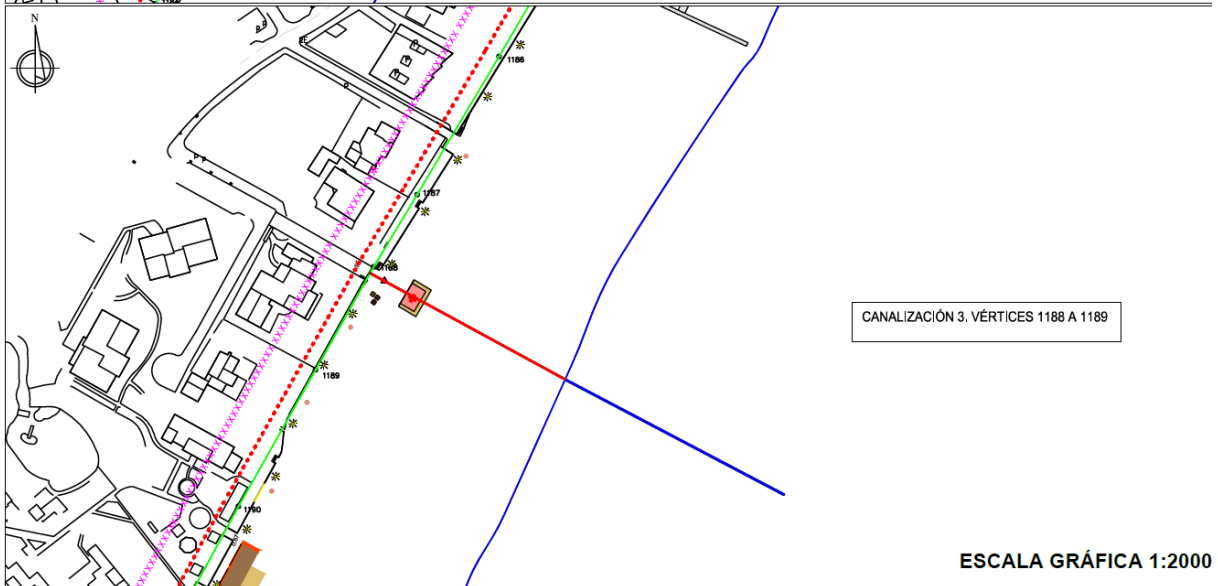 N
P
P
1186
P
P
P
1187
1188
CANALIZACIÓN 3. VÉRTICES 1188 A 1189
1189
1190
ESCALA GRÁFICA 1:2000